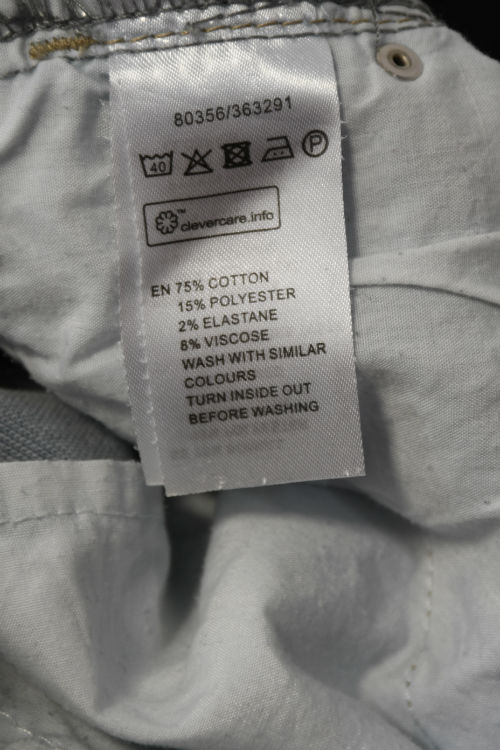 80356/363291
40 P
clevercare.info™
EN 75% COTTON
15% POLYESTER
2% ELASTANE
8% VISCOSE
WASH WITH SIMILAR
COLOURS
TURN INSIDE OUT
BEFORE WASHING